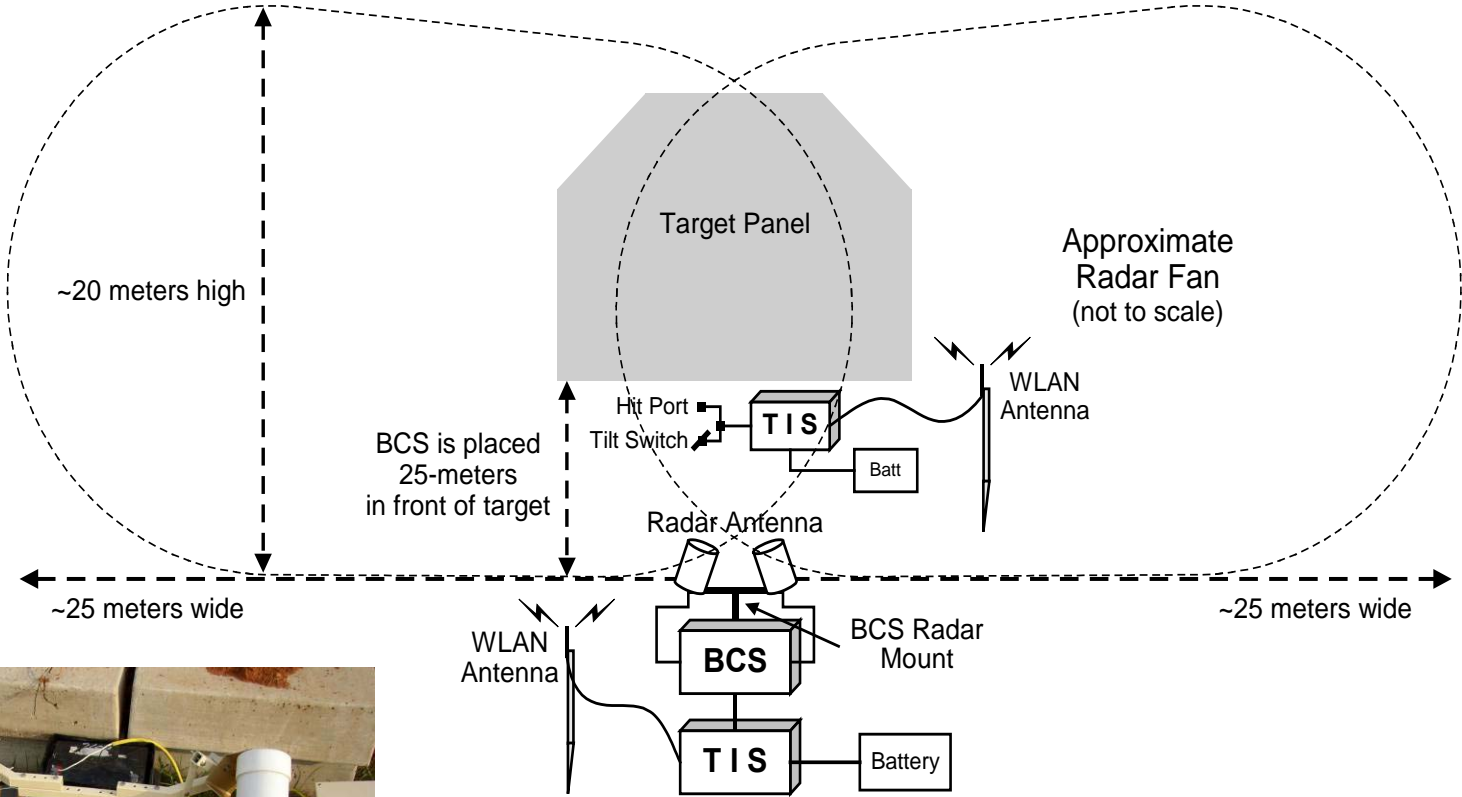 Target Panel
~20 meters high
Approximate
Radar Fan
(not to scale)
WLAN
Antenna
Hit Port
Tilt Switch
T I S
Batt
BCS is placed
25-meters
in front of target
Radar Antenna
~25 meters wide
~25 meters wide
WLAN
Antenna
BCS Radar
Mount
BCS
T I S
Battery